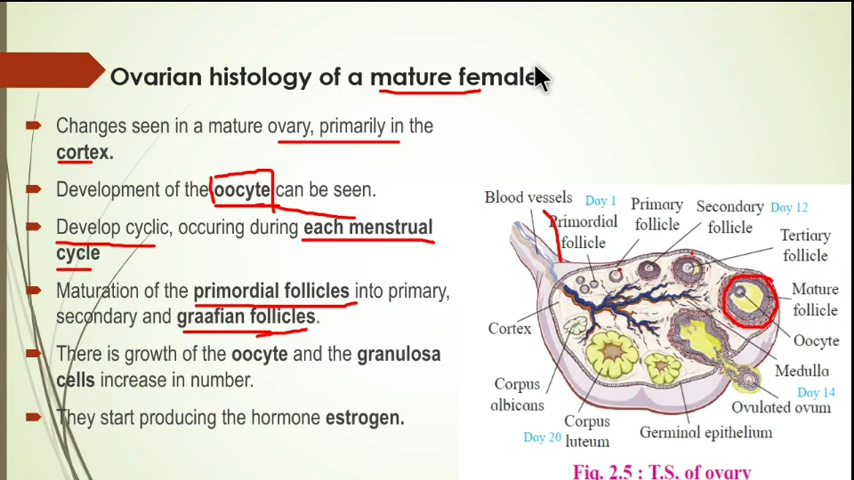 Ovarian histology of a mature female
Changes seen in a mature ovary, primarily in the
cortex.
Development of the oocyte can be seen.
Develop cyclic, occuring during each menstrual
cycle
Maturation of the primordial follicles into primary,
secondary and graafian follicles.
There is growth of the oocyte and the granulosa
cells increase in number.
They start producing the hormone estrogen.
Blood vessels
Day 1
Primordial
follicle
Primary
follicle
Secondary
follicle
Day 12
Tertiary
follicle
Mature
follicle
Oocyte
Medulla
Day 14
Ovulated ovum
Cortex
Corpus
albicans
Day 20
Corpus
luteum
Germinal epithelium
Fig. 2.5 : T.S. of ovary